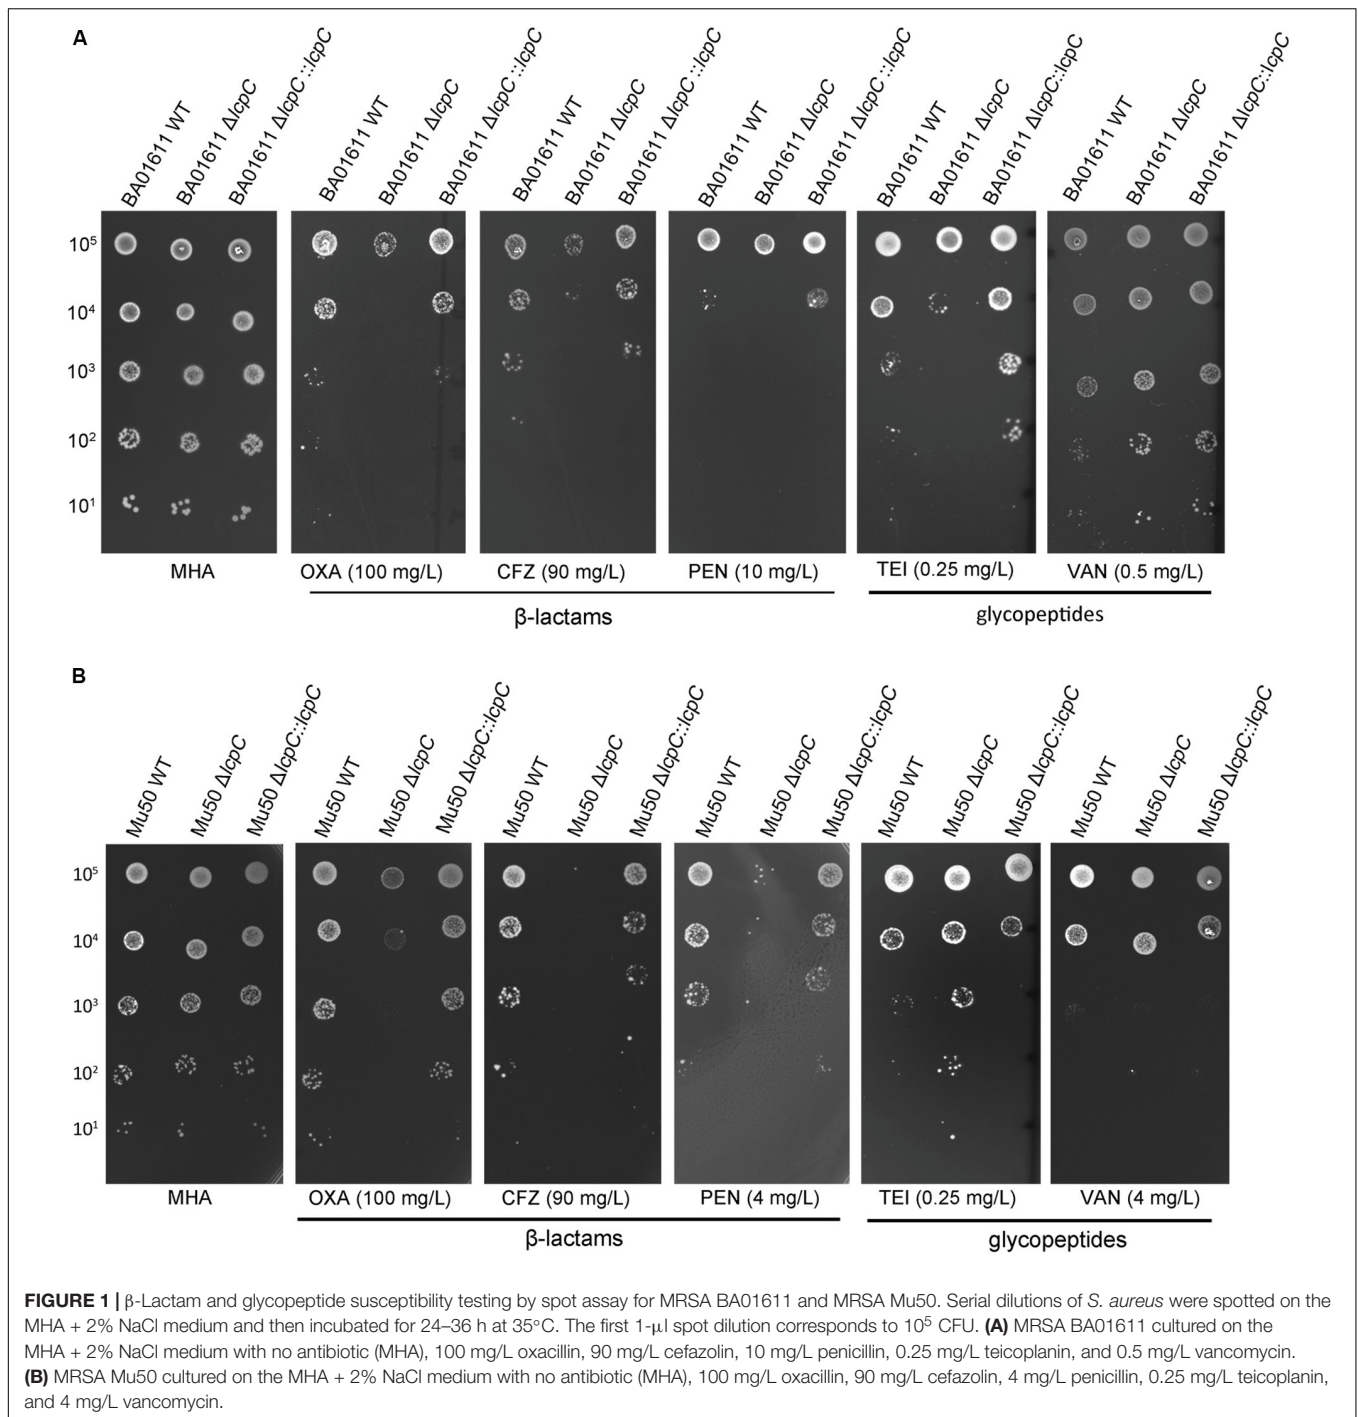 A
BA01611 WT
BA01611 ΔlcpC
BA01611 ΔlcpC::lcpC
BA01611 WT
BA01611 ΔlcpC
BA01611 ΔlcpC::lcpC
BA01611 WT
BA01611 ΔlcpC
BA01611 ΔlcpC::lcpC
BA01611 WT
BA01611 ΔlcpC
BA01611 ΔlcpC::lcpC
BA01611 WT
BA01611 ΔlcpC
BA01611 ΔlcpC::lcpC
BA01611 WT
BA01611 ΔlcpC
BA01611 ΔlcpC::lcpC
10⁵
10⁴
10³
10²
10¹
MHA OXA (100 mg/L) CFZ (90 mg/L) PEN (10 mg/L) TEI (0.25 mg/L) VAN (0.5 mg/L)
β-lactams glycopeptides
B
Mu50 WT
Mu50 ΔlcpC
Mu50 ΔlcpC::lcpC
Mu50 WT
Mu50 ΔlcpC
Mu50 ΔlcpC::lcpC
Mu50 WT
Mu50 ΔlcpC
Mu50 ΔlcpC::lcpC
Mu50 WT
Mu50 ΔlcpC
Mu50 ΔlcpC::lcpC
Mu50 WT
Mu50 ΔlcpC
Mu50 ΔlcpC::lcpC
Mu50 WT
Mu50 ΔlcpC
Mu50 ΔlcpC::lcpC
10⁵
10⁴
10³
10²
10¹
MHA OXA (100 mg/L) CFZ (90 mg/L) PEN (4 mg/L) TEI (0.25 mg/L) VAN (4 mg/L)
β-lactams glycopeptides
FIGURE 1 | β-Lactam and glycopeptide susceptibility testing by spot assay for MRSA BA01611 and MRSA Mu50. Serial dilutions of S. aureus were spotted on the
MHA + 2% NaCl medium and then incubated for 24–36 h at 35°C. The first 1-μl spot dilution corresponds to 10⁵ CFU. (A) MRSA BA01611 cultured on the
MHA + 2% NaCl medium with no antibiotic (MHA), 100 mg/L oxacillin, 90 mg/L cefazolin, 10 mg/L penicillin, 0.25 mg/L teicoplanin, and 0.5 mg/L vancomycin.
(B) MRSA Mu50 cultured on the MHA + 2% NaCl medium with no antibiotic (MHA), 100 mg/L oxacillin, 90 mg/L cefazolin, 4 mg/L penicillin, 0.25 mg/L teicoplanin,
and 4 mg/L vancomycin.